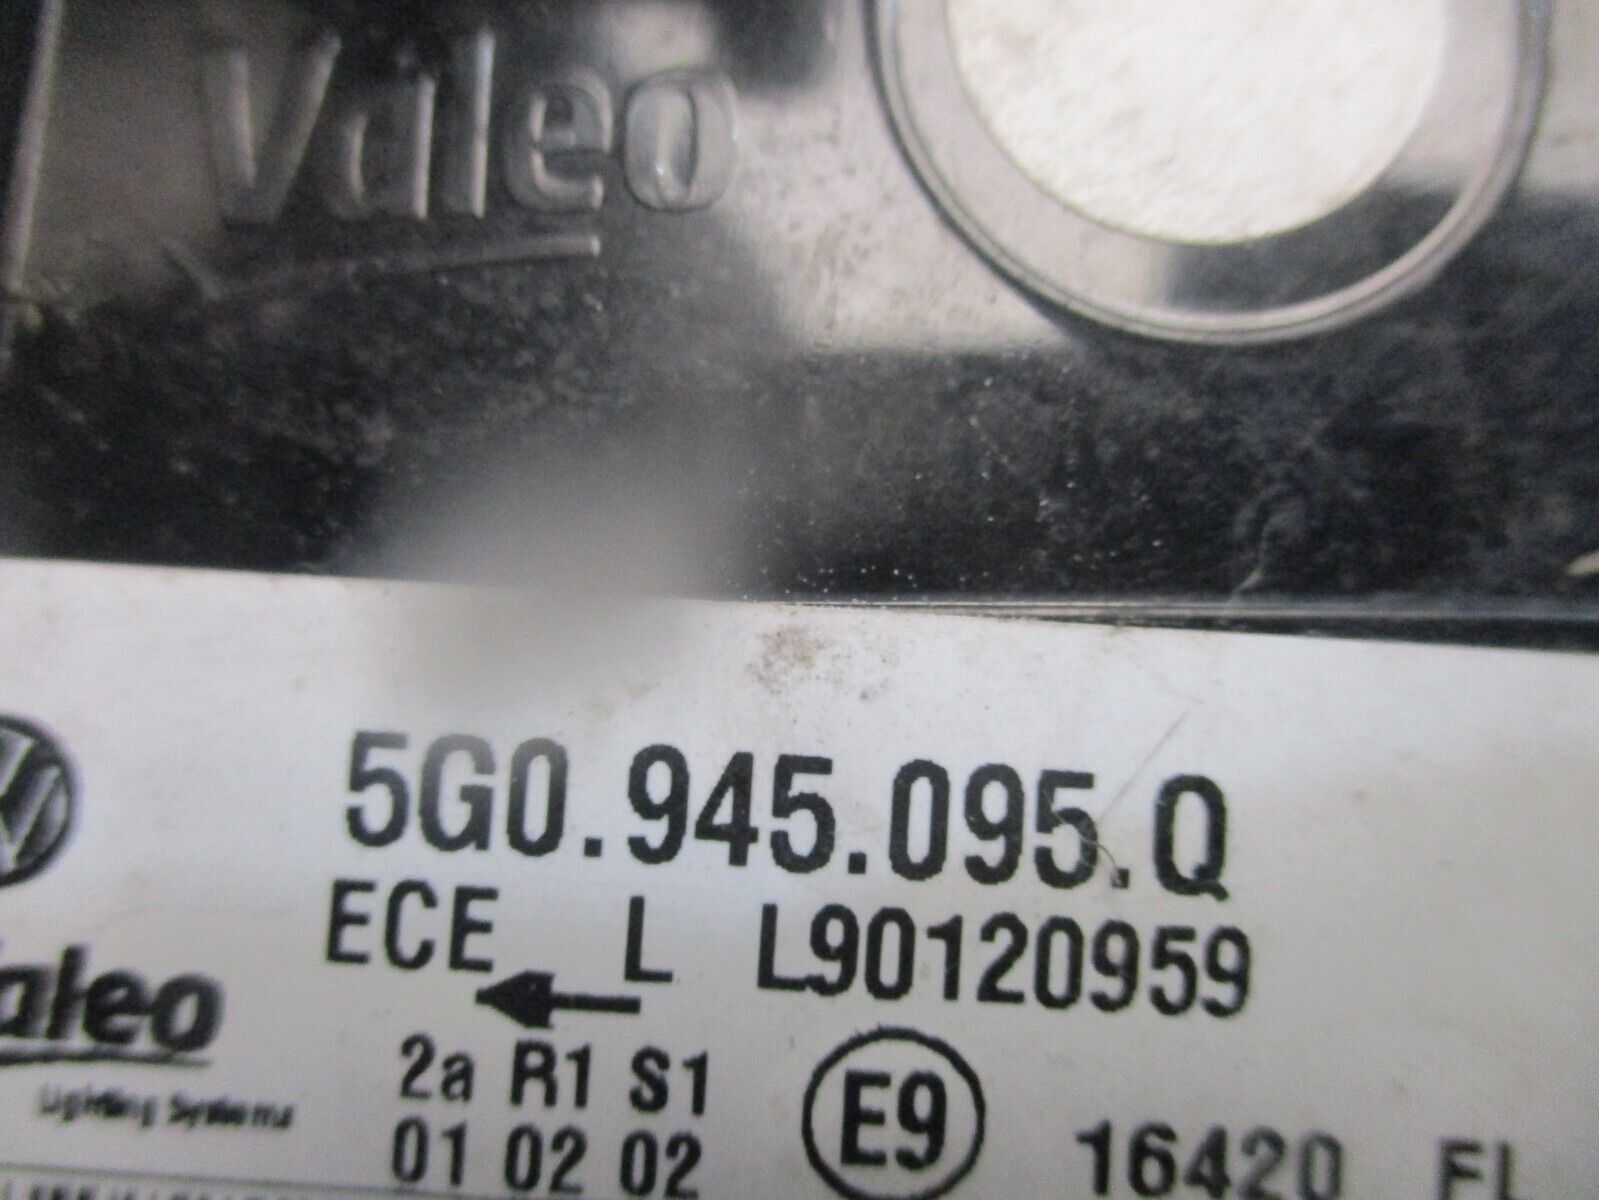 Valeo
5G0.945.095.Q
ECE L L90120959
Valeo
2a R1 S1
Lighting Systems
01 02 02 E9 16420